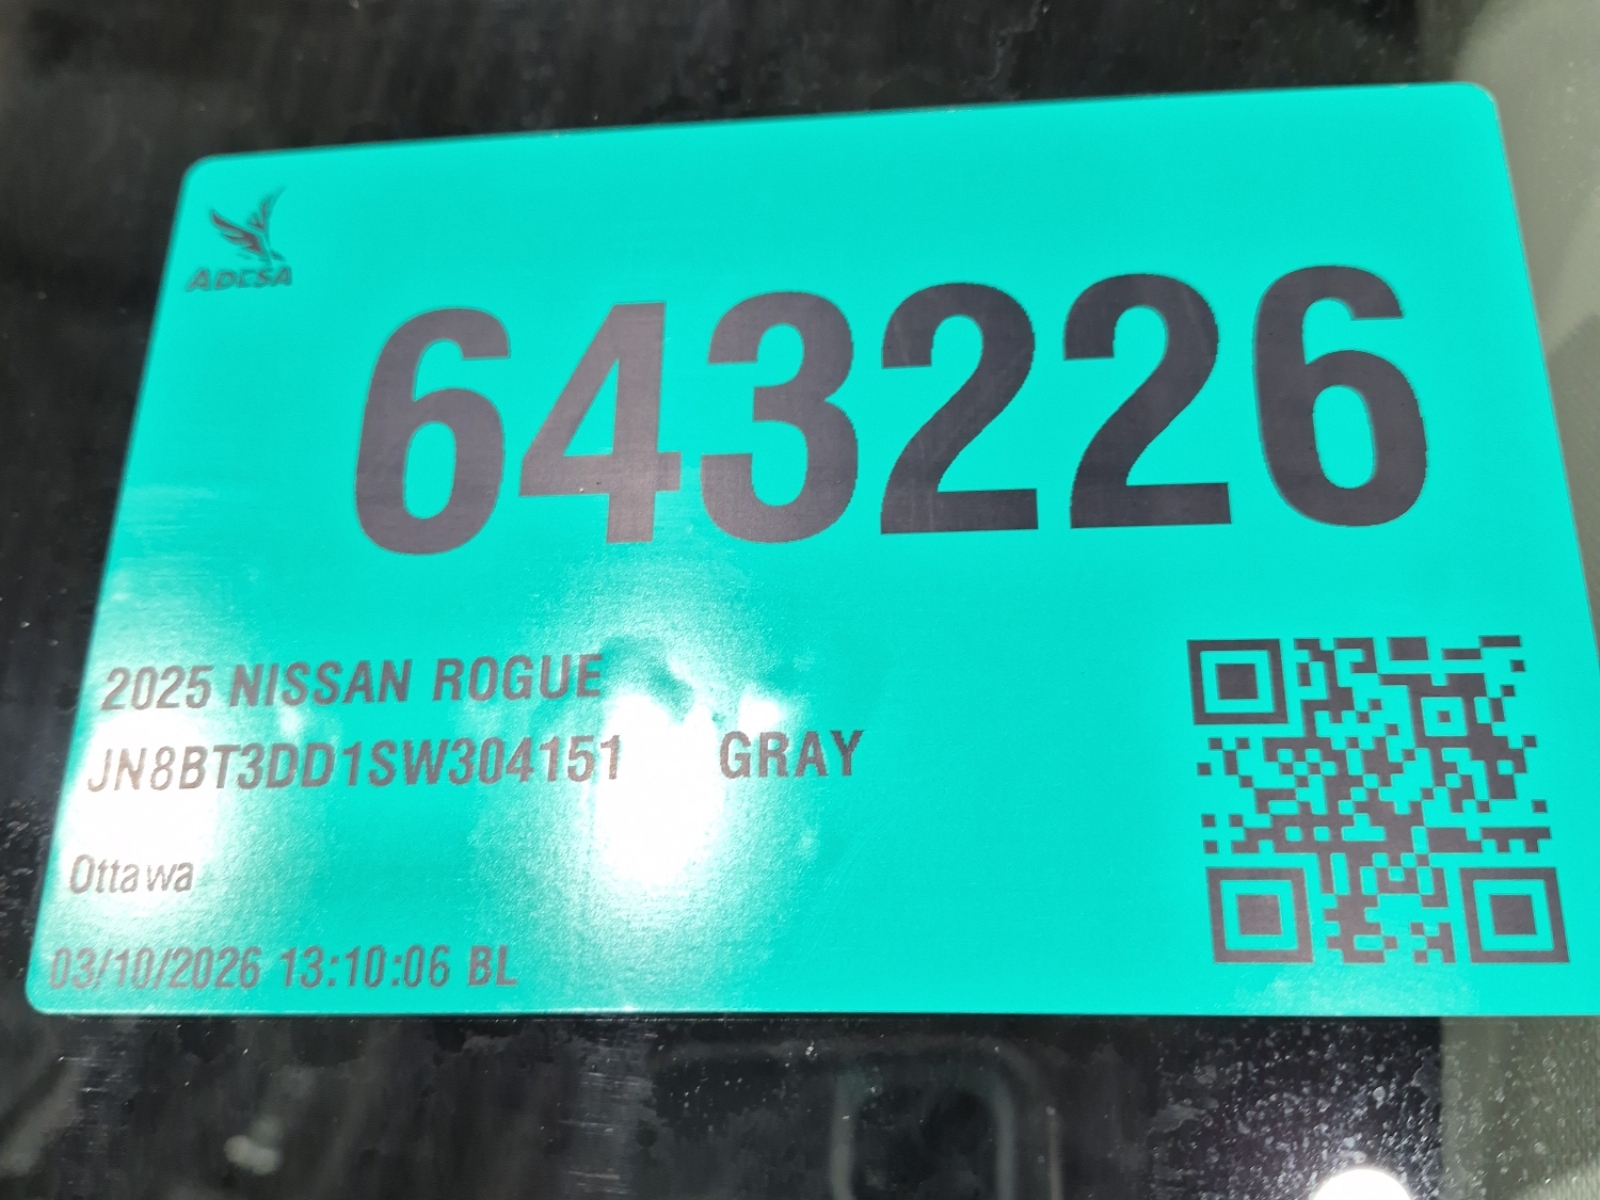 ADESA
643226
2025 NISSAN ROGUE
JN8BT3DD1SW304151 GRAY
Ottawa
03/10/2026 13:10:06 BL